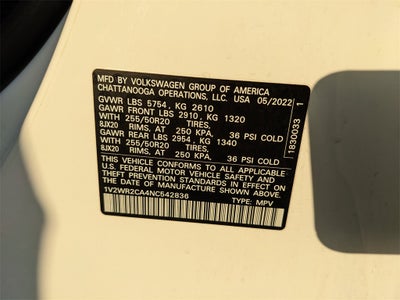 MFD BY VOLKSWAGEN GROUP OF AMERICA
CHATTANOOGA OPERATIONS, LLC. USA 05/2022
GVWR LBS 5754, KG 2610
GAWR
FRONT LBS 2910, KG 1320
WITH 255/50R20 TIRES,
8JX20 RIMS, AT 250 KPA, 36 PSI COLD
GAWR
REAR LBS 2954, KG 1340
WITH 255/50R20 TIRES,
8JX20 RIMS, AT 250 KPA, 36 PSI COLD
THIS VEHICLE CONFORMS TO ALL APPLICABLE
U.S. FEDERAL MOTOR VEHICLE SAFETY
STANDARDS IN EFFECT ON THE DATE OF
MANUFACTURE SHOWN ABOVE.
1V2WR2CA4NC542836 TYPE: MPV
1830033 1